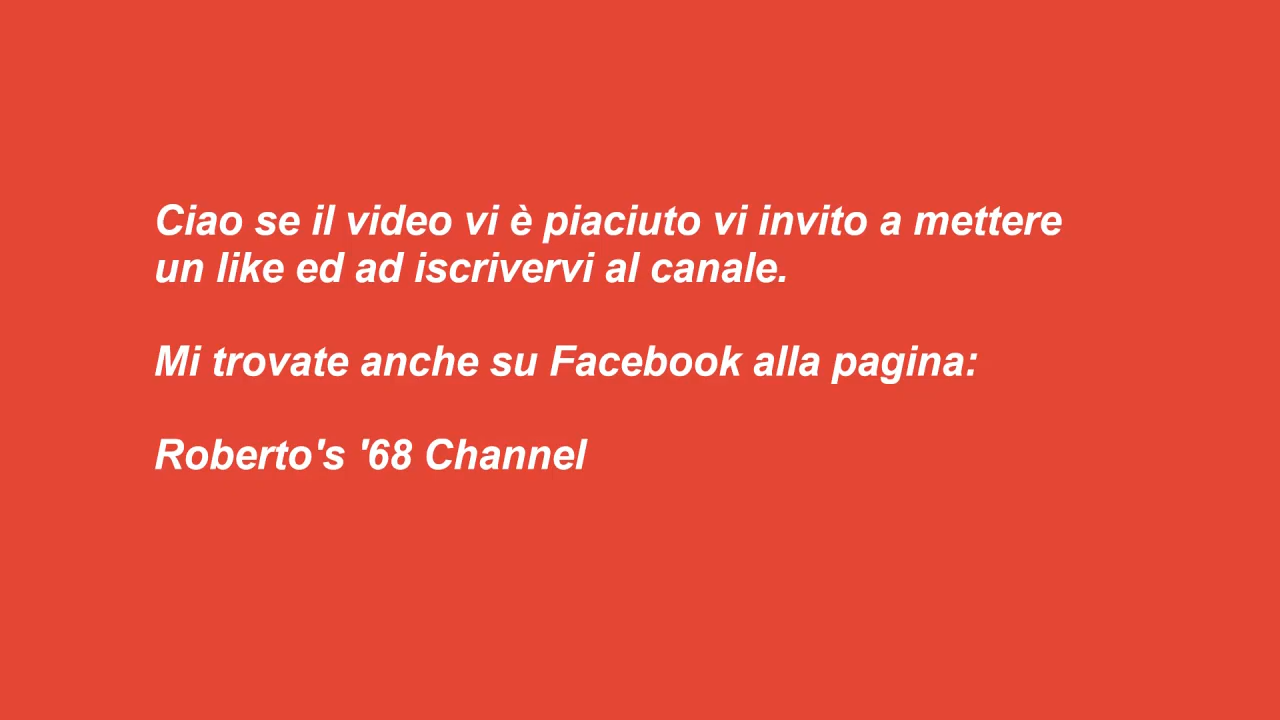 Ciao se il video vi è piaciuto vi invito a mettere
un like ed ad iscrivervi al canale.
Mi trovate anche su Facebook alla pagina:
Roberto's '68 Channel